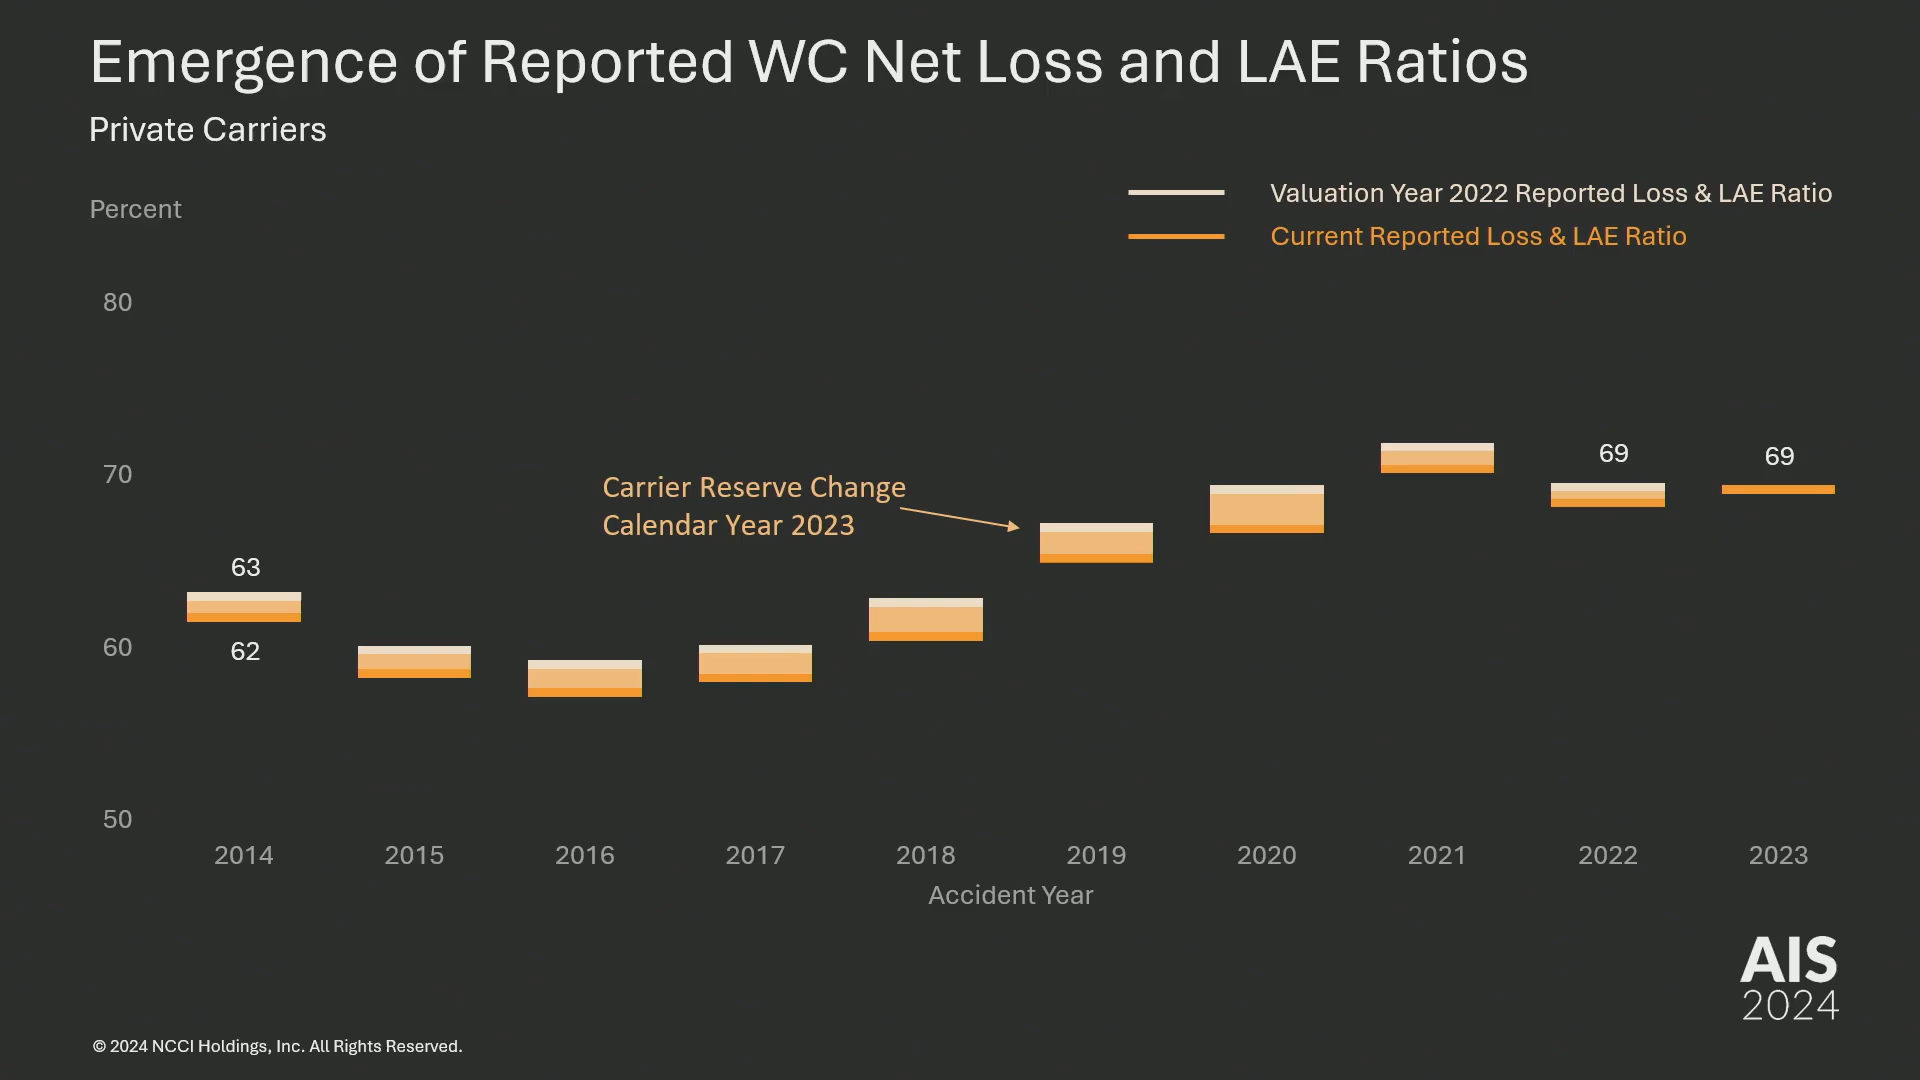 Emergence of Reported WC Net Loss and LAE Ratios
Private Carriers
Percent
Valuation Year 2022 Reported Loss & LAE Ratio
Current Reported Loss & LAE Ratio
80
70
60
50
Carrier Reserve Change
Calendar Year 2023
63
62
69
69
2014 2015 2016 2017 2018 2019 2020 2021 2022 2023
Accident Year
AIS
2024
© 2024 NCCI Holdings, Inc. All Rights Reserved.